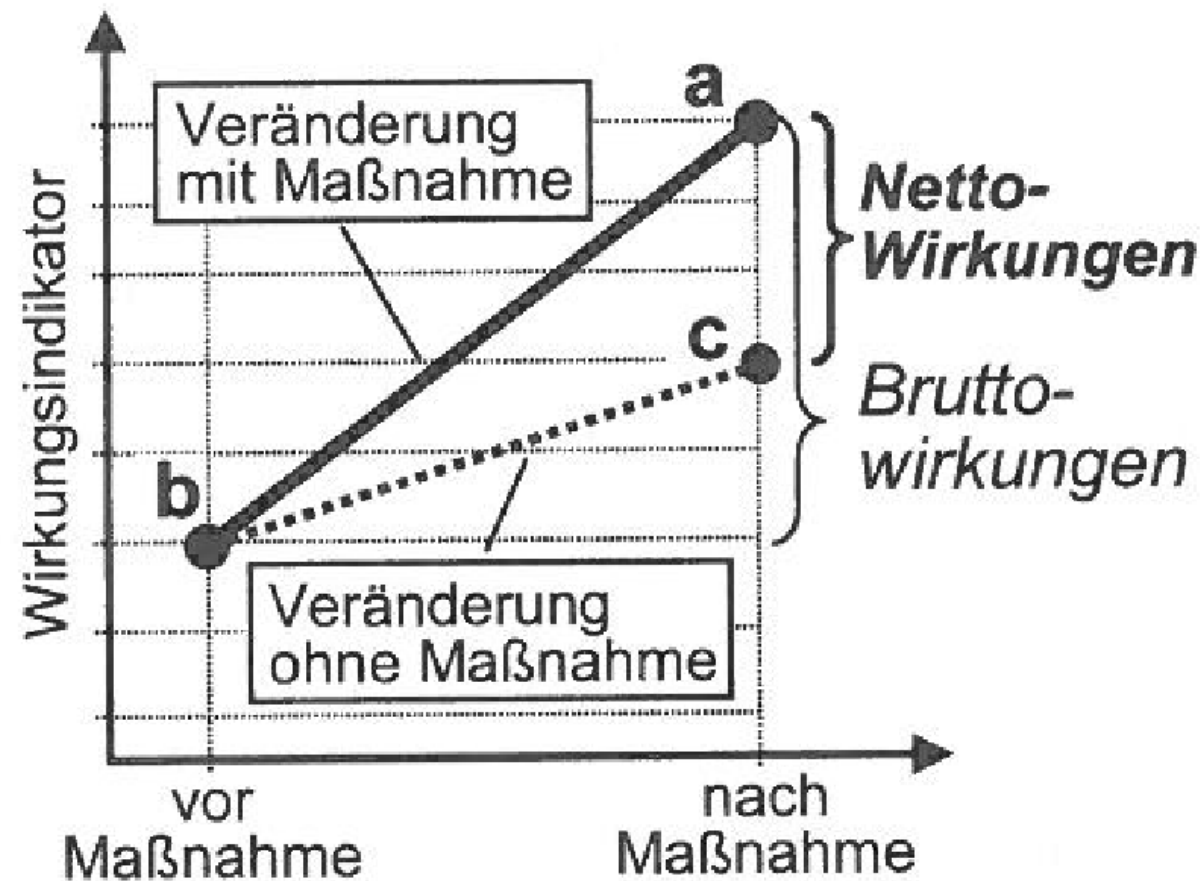 a
Veränderung
mit Maßnahme
Netto-
Wirkungen
c
Brutto-
wirkungen
b
Veränderung
ohne Maßnahme
Wirkungsindikator
vor
Maßnahme
nach
Maßnahme